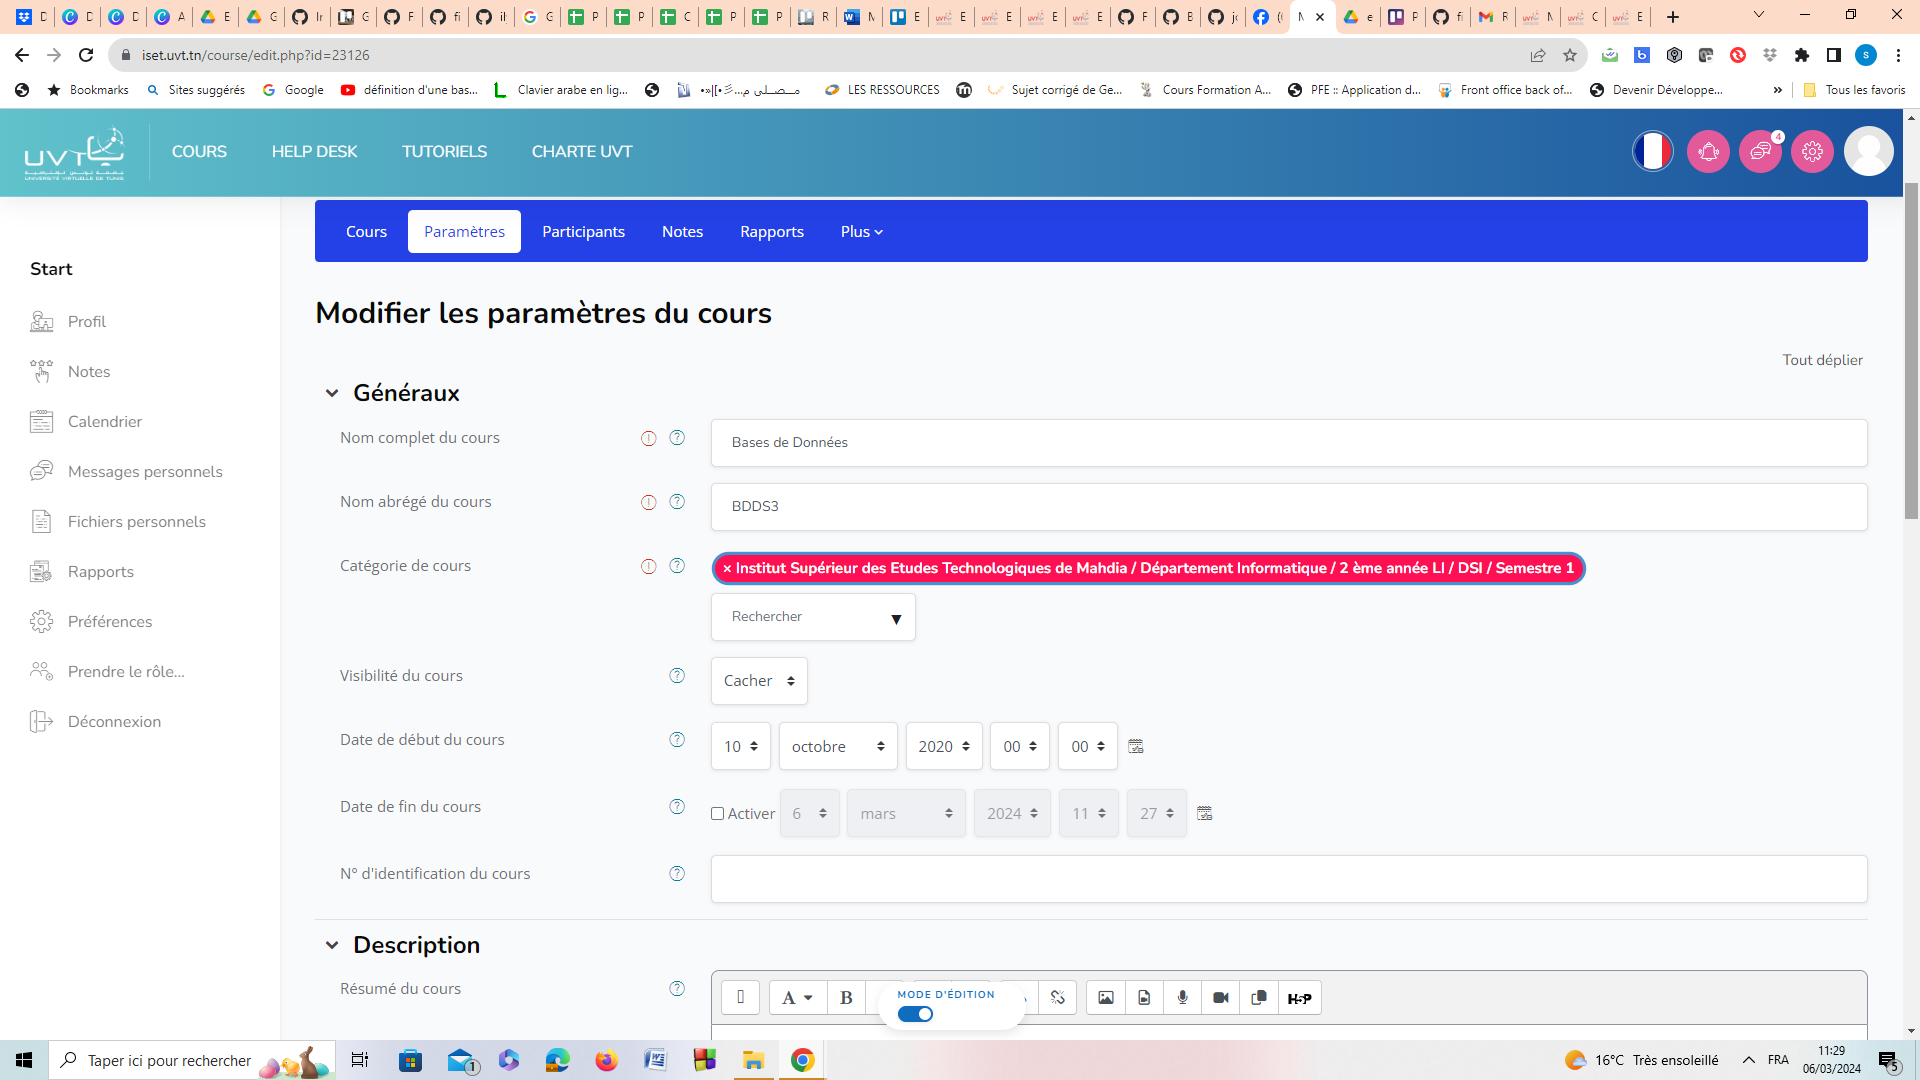 iset.uvt.tn/course/edit.php?id=23126
Bookmarks
Sites suggérés
Google
définition d'une bas...
Clavier arabe en lig...
LES RESSOURCES
Sujet corrigé de Ge...
Cours Formation A...
PFE :: Application d...
Front office back of...
Devenir Développe...
»
Tous les favoris
UVT
UNIVERSITÉ VIRTUELLE DE TUNIS
COURS
HELP DESK
TUTORIELS
CHARTE UVT
4
Cours
Paramètres
Participants
Notes
Rapports
Plus
Start
Profil
Notes
Calendrier
Messages personnels
Fichiers personnels
Rapports
Préférences
Prendre le rôle...
Déconnexion
Modifier les paramètres du cours
Tout déplier
Généraux
Nom complet du cours
Bases de Données
Nom abrégé du cours
BDDS3
Catégorie de cours
× Institut Supérieur des Etudes Technologiques de Mahdia / Département Informatique / 2 ème année LI / DSI / Semestre 1
Rechercher ▼
Visibilité du cours
Cacher
Date de début du cours
10 octobre 2020 00 00
Date de fin du cours
Activer 6 mars 2024 11 27
N° d'identification du cours
Description
Résumé du cours
A B
H5P
MODE D'ÉDITION
Taper ici pour rechercher
1
16°C Très ensoleillé
FRA
11:29
06/03/2024
5